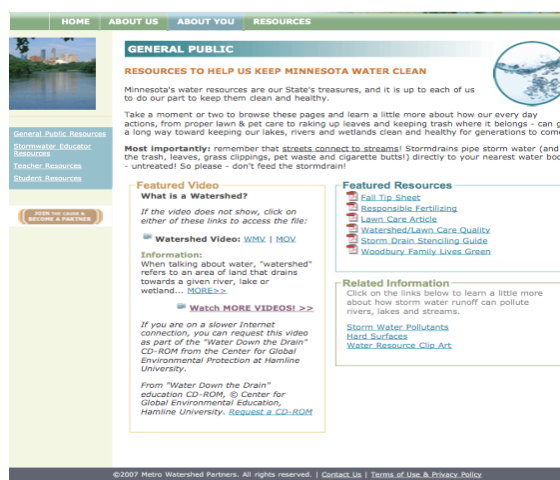 HOME ABOUT US ABOUT YOU RESOURCES
GENERAL PUBLIC
RESOURCES TO HELP US KEEP MINNESOTA WATER CLEAN
Minnesota's water resources are our State's treasures, and it is up to each of us
to do our part to keep them clean and healthy.
Take a moment or two to browse these pages and learn a little more about how our every day
actions, from proper lawn & pet care to raking up leaves and keeping trash where it belongs - can g
a long way toward keeping our lakes, rivers and wetlands clean and healthy for generations to come
Most importantly: remember that streets connect to streams! Stormdrains pipe storm water (and
the trash, leaves, grass clippings, pet waste and cigarette butts!) directly to your nearest water bod
- untreated! So please - don't feed the stormdrain!
General Public Resources
Stormwater Educator
Resources
Teacher Resources
Student Resources
JOIN THE CAUSE &
BECOME A PARTNER
Featured Video
What is a Watershed?
If the video does not show, click on
either of these links to access the file:
Watershed Video: WMV | MOV
Information:
When talking about water, "watershed"
refers to an area of land that drains
towards a given river, lake or
wetland... MORE>>
Watch MORE VIDEOS! >>
If you are on a slower Internet
connection, you can request this video
as part of the "Water Down the Drain"
CD-ROM from the Center for Global
Environmental Protection at Hamline
University.
From "Water Down the Drain"
education CD-ROM, © Center for
Global Environmental Education,
Hamline University. Request a CD-ROM
Featured Resources
Fall Tip Sheet
Responsible Fertilizing
Lawn Care Article
Watershed/Lawn Care Quality
Storm Drain Stenciling Guide
Woodbury Family Lives Green
Related Information
Click on the links below to learn a little more
about how storm water runoff can pollute
rivers, lakes and streams.
Storm Water Pollutants
Hard Surfaces
Water Resource Clip Art
©2007 Metro Watershed Partners. All rights reserved. | Contact Us | Terms of Use & Privacy Policy